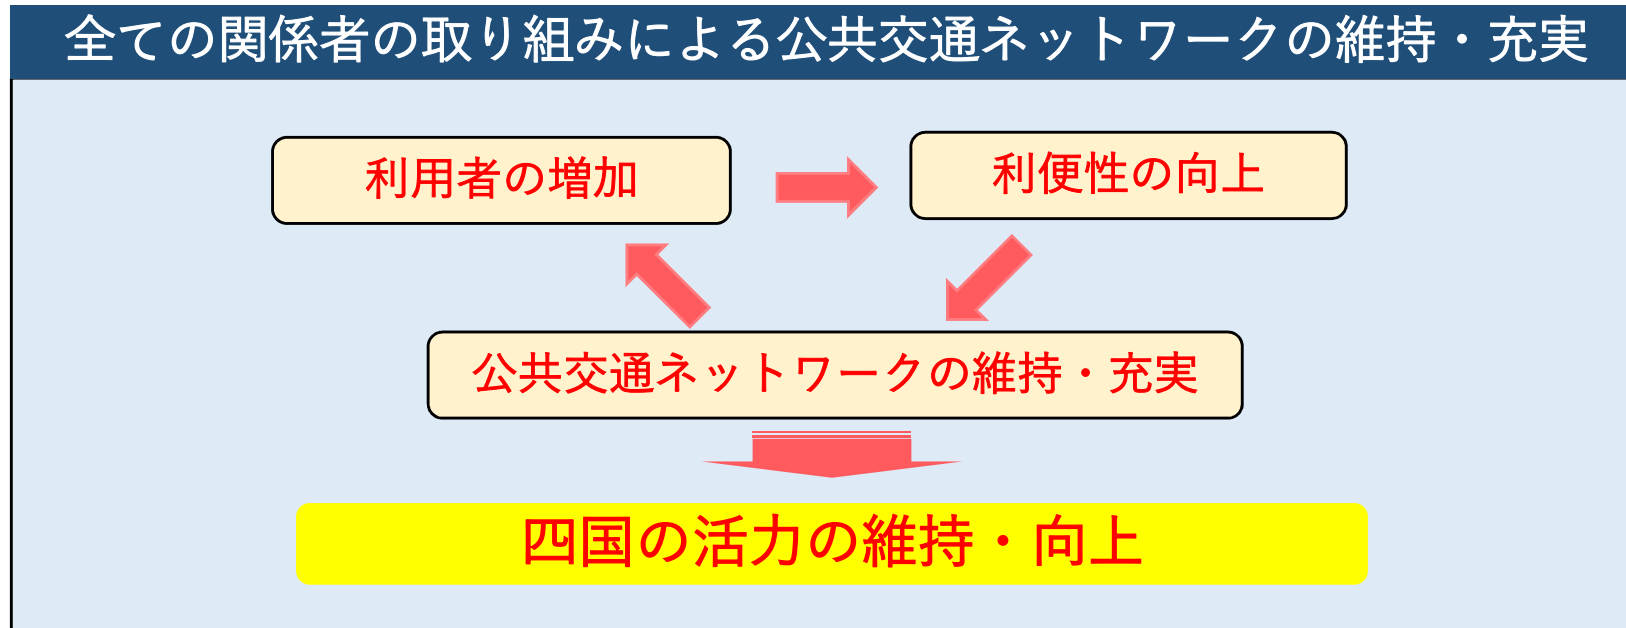 全ての関係者の取り組みによる公共交通ネットワークの維持・充実
利用者の増加
利便性の向上
公共交通ネットワークの維持・充実
四国の活力の維持・向上